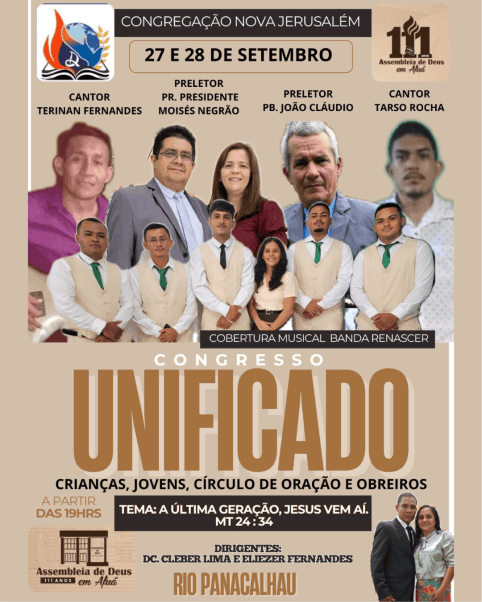 CONGREGAÇÃO NOVA JERUSALÉM
27 E 28 DE SETEMBRO
111
ANOS
Assembleia de Deus
em Afuá
CANTOR
TERINAN FERNANDES
PRELETOR
PR. PRESIDENTE
MOISÉS NEGRÃO
PRELETOR
PB. JOÃO CLÁUDIO
CANTOR
TARSO ROCHA
COBERTURA MUSICAL BANDA RENASCER
CONGRESSO
UNIFICADO
CRIANÇAS, JOVENS, CÍRCULO DE ORAÇÃO E OBREIROS
A PARTIR
DAS 19HRS
TEMA: A ÚLTIMA GERAÇÃO, JESUS VEM AÍ.
MT 24 : 34
DIRIGENTES:
DC. CLEBER LIMA E ELIEZER FERNANDES
RIO PANACALHAU
Assembleia de Deus
111 ANOS em Afuá